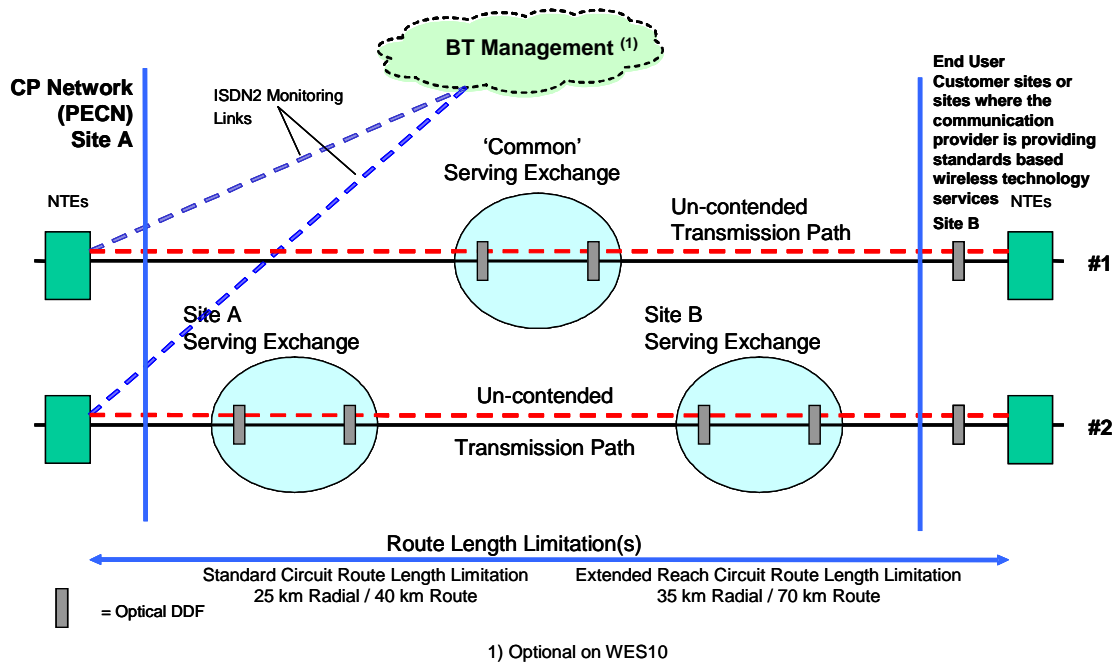 BT Management (1)
CP Network
(PECN)
Site A
ISDN2 Monitoring
Links
End User
Customer sites or
sites where the
communication
provider is providing
standards based
wireless technology
services NTEs
Site B
‘Common’
Serving Exchange
NTEs
Un-contended
Transmission Path
#1
Site A
Serving Exchange
Site B
Serving Exchange
Un-contended
Transmission Path
#2
Route Length Limitation(s)
Standard Circuit Route Length Limitation
25 km Radial / 40 km Route
Extended Reach Circuit Route Length Limitation
35 km Radial / 70 km Route
= Optical DDF
1) Optional on WES10